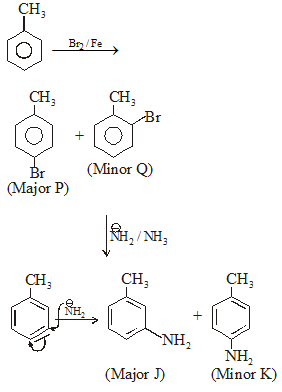 CH3
Br2 / Fe
CH3
CH3
Br
+
Br
(Major P)
(Minor Q)
⊖NH2 / NH3
CH3
⊖NH2
CH3
+
CH3
NH2
NH2
(Major J)
(Minor K)